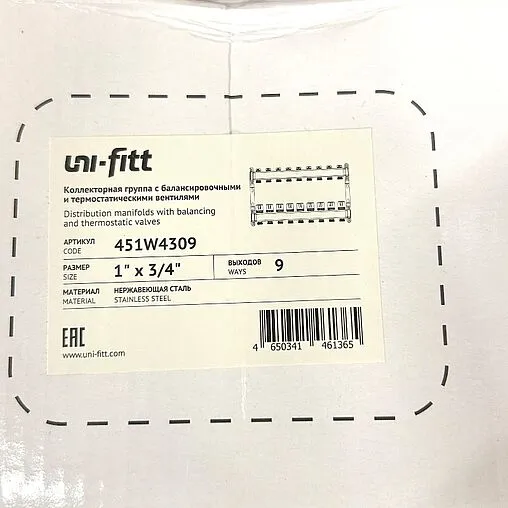 uni-fitt
Коллекторная группа с балансировочными
и термостатическими вентилями
Distribution manifolds with balancing
and thermostatic valves
АРТИКУЛ
CODE
451W4309
РАЗМЕР
SIZE
1" x 3/4"
ВЫХОДОВ
WAYS
9
МАТЕРИАЛ
MATERIAL
НЕРЖАВЕЮЩАЯ СТАЛЬ
STAINLESS STEEL
EAC
www.uni-fitt.com
4 650341 461365